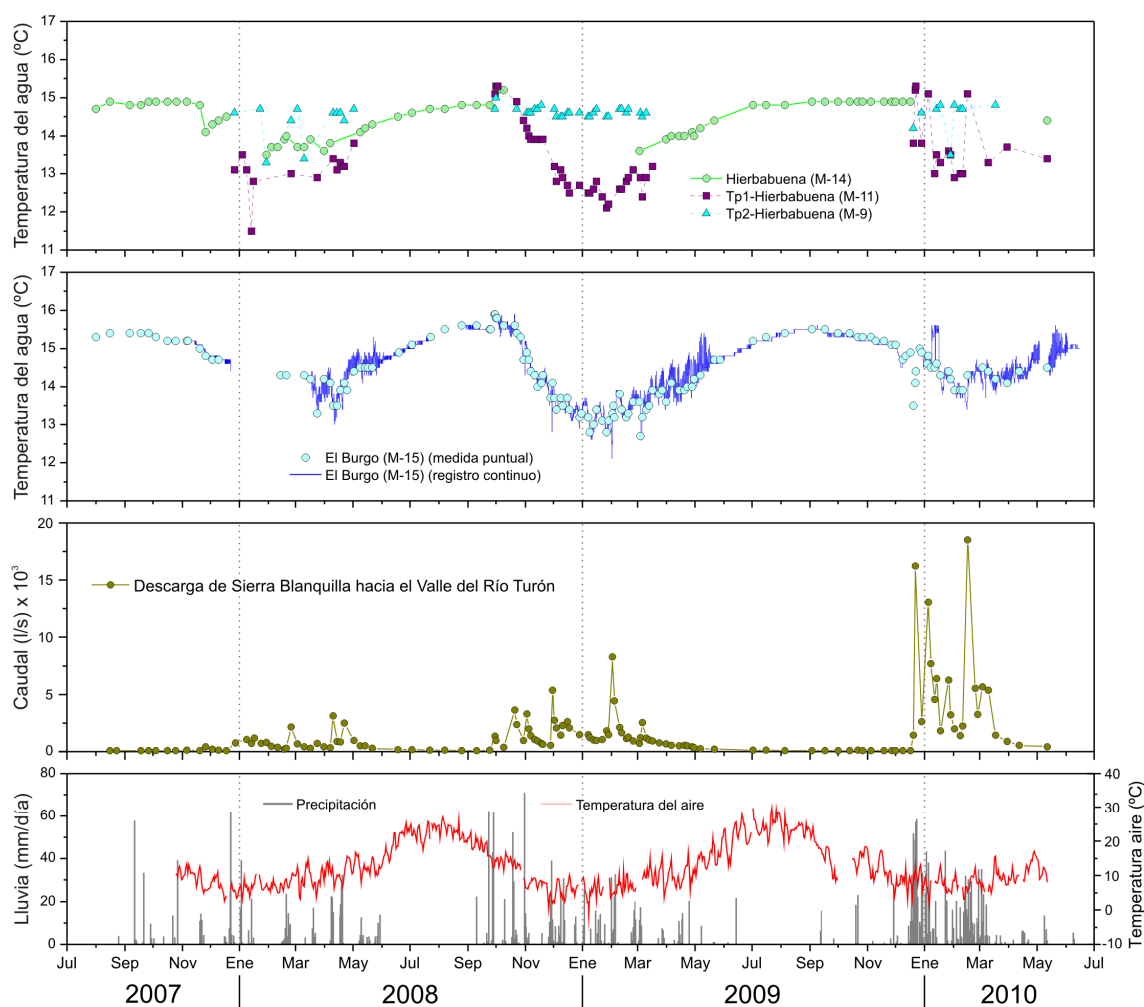 Temperatura del agua (ºC)
17
16
15
14
13
12
11
Hierbabuena (M-14)
Tp1-Hierbabuena (M-11)
Tp2-Hierbabuena (M-9)
Temperatura del agua (ºC)
17
16
15
14
13
12
11
El Burgo (M-15) (medida puntual)
El Burgo (M-15) (registro continuo)
Caudal (l/s) x 10³
20
15
10
5
0
Descarga de Sierra Blanquilla hacia el Valle del Río Turón
Lluvia (mm/día)
80
60
40
20
0
Precipitación
Temperatura del aire
40
30
20
10
0
-10
Temperatura aire (ºC)
Jul Sep Nov Ene Mar May Jul Sep Nov Ene Mar May Jul Sep Nov Ene Mar May Jul
2007 2008 2009 2010